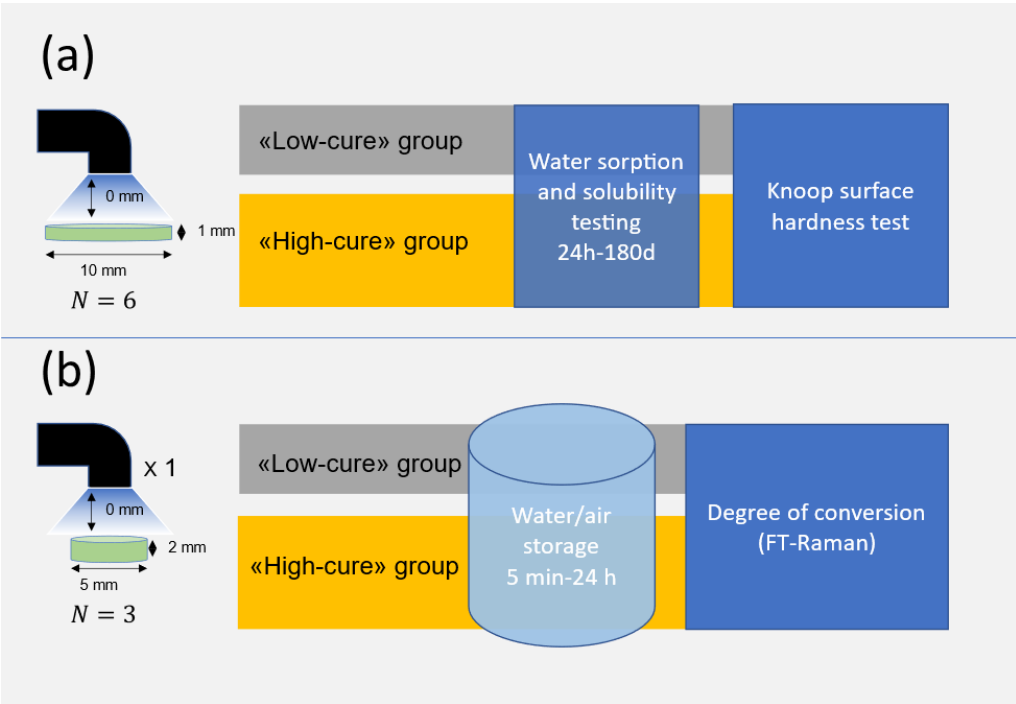 (a)
0 mm
1 mm
10 mm
N = 6
«Low-cure» group
«High-cure» group
Water sorption
and solubility
testing
24h-180d
Knoop surface
hardness test
(b)
X 1
0 mm
2 mm
5 mm
N = 3
«Low-cure» group
«High-cure» group
Water/air
storage
5 min-24 h
Degree of conversion
(FT-Raman)